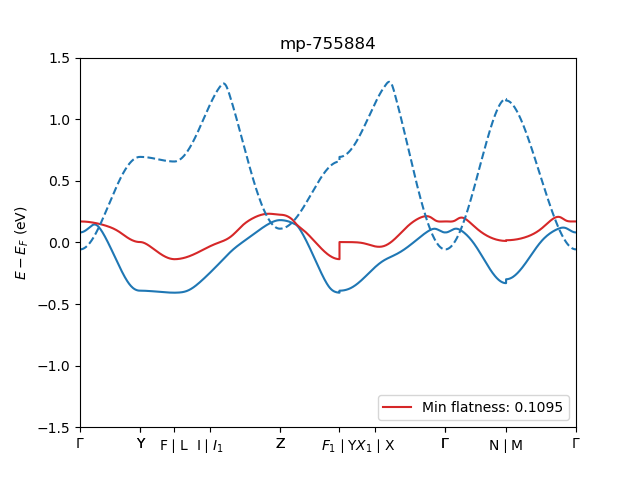 mp-755884
1.5
1.0
0.5
0.0
−0.5
−1.0
−1.5
E − E_F (eV)
Min flatness: 0.1095
Γ Y F | L I | I₁ Z F₁ | Y X₁ | X Γ N | M Γ